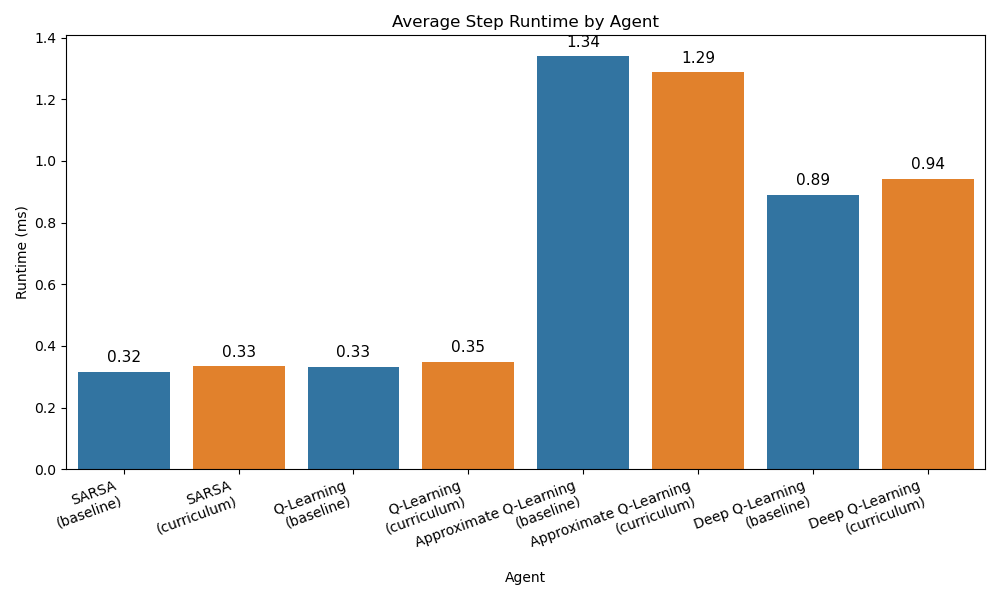 Average Step Runtime by Agent
Runtime (ms)
1.4
1.2
1.0
0.8
0.6
0.4
0.2
0.0
0.32
0.33
0.33
0.35
1.34
1.29
0.89
0.94
SARSA
(baseline)
SARSA
(curriculum)
Q-Learning
(baseline)
Q-Learning
(curriculum)
Approximate Q-Learning
(baseline)
Approximate Q-Learning
(curriculum)
Deep Q-Learning
(baseline)
Deep Q-Learning
(curriculum)
Agent